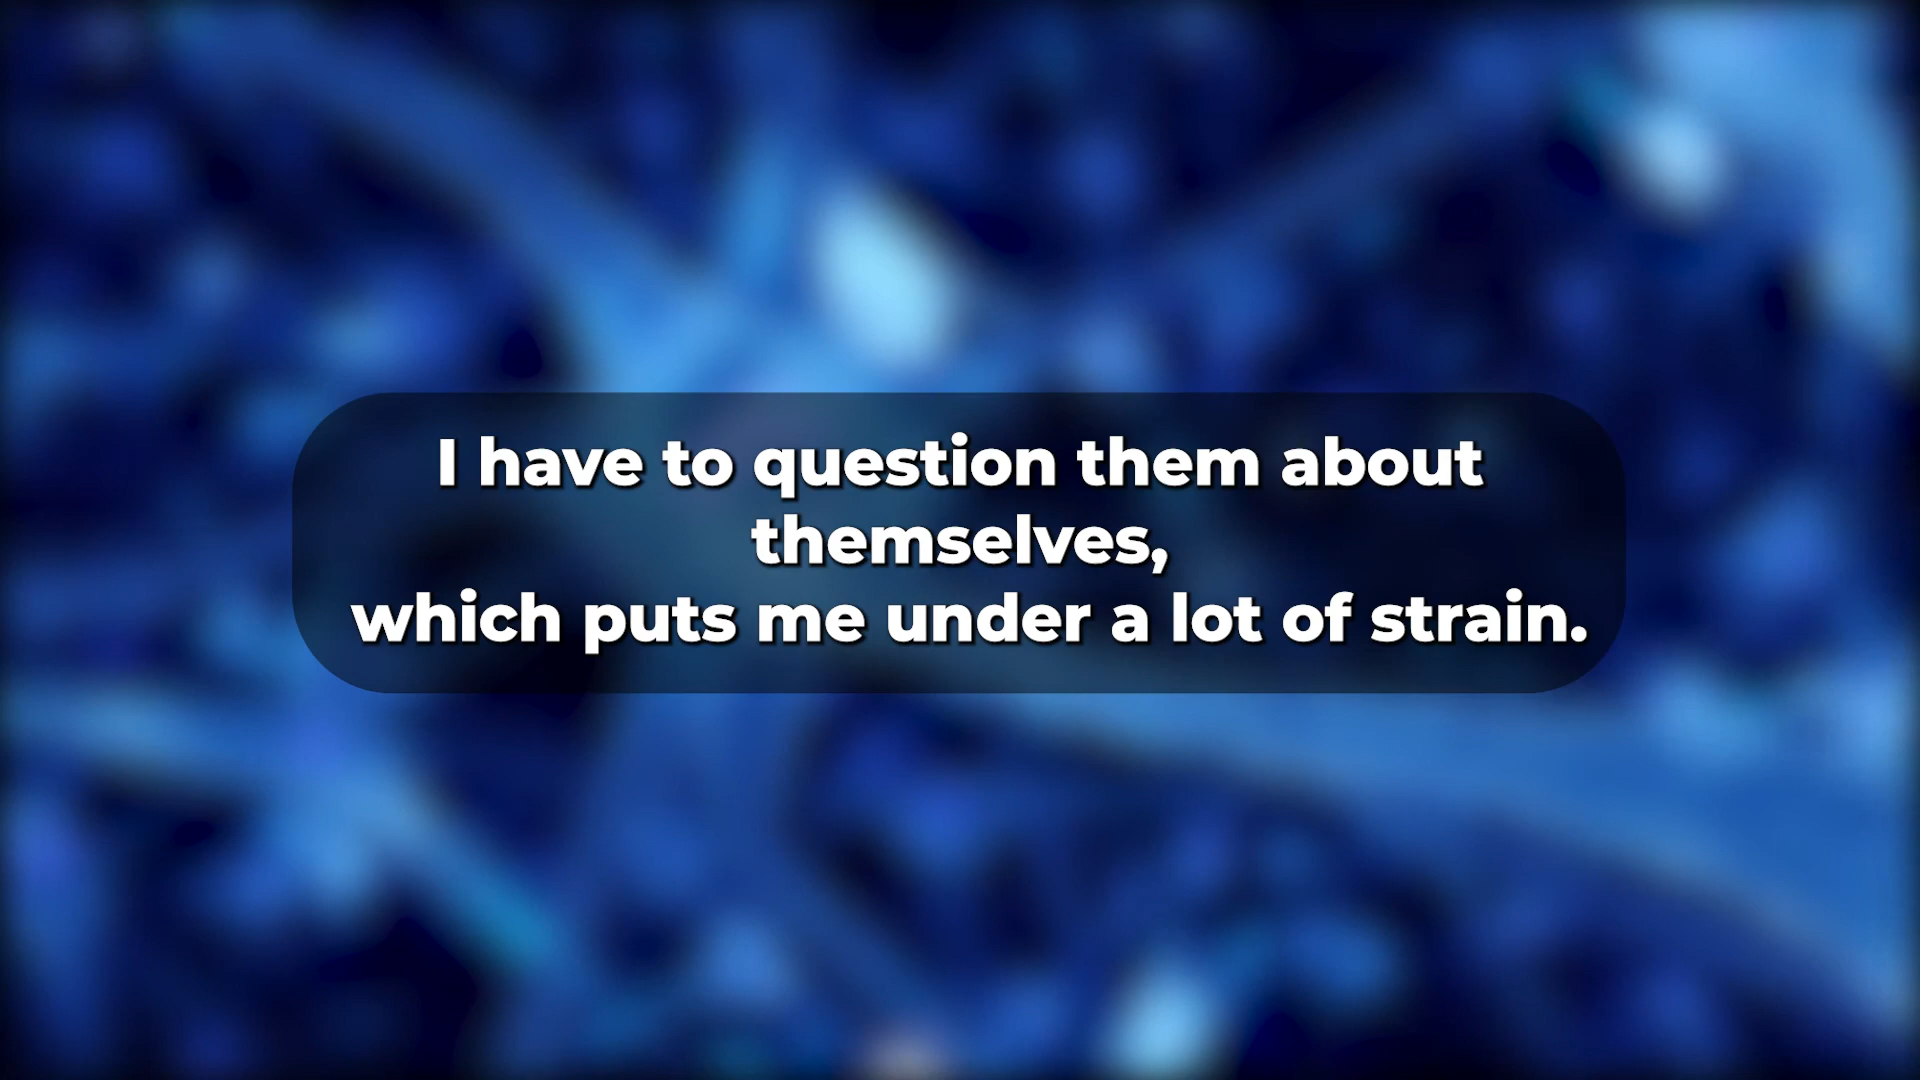 I have to question them about
themselves,
which puts me under a lot of strain.